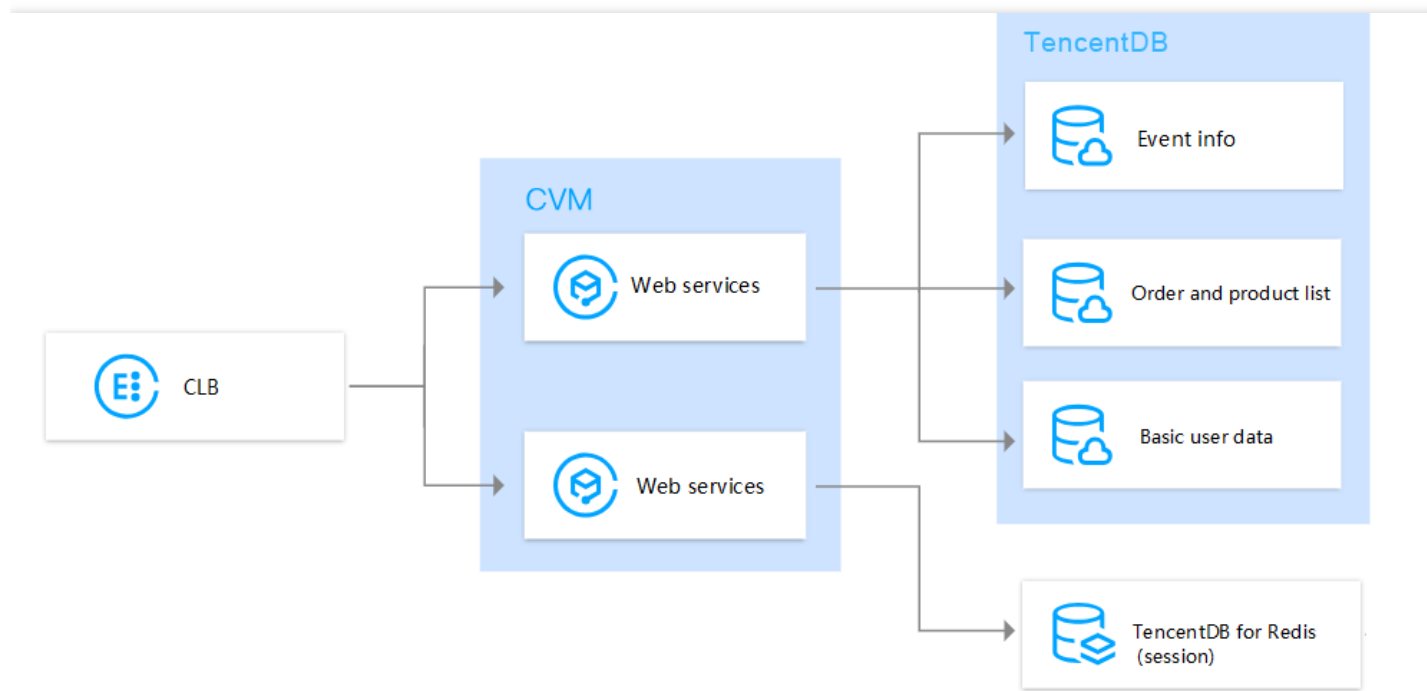 TencentDB
Event info
CVM
Web services
Order and product list
CLB
Basic user data
Web services
TencentDB for Redis
(session)